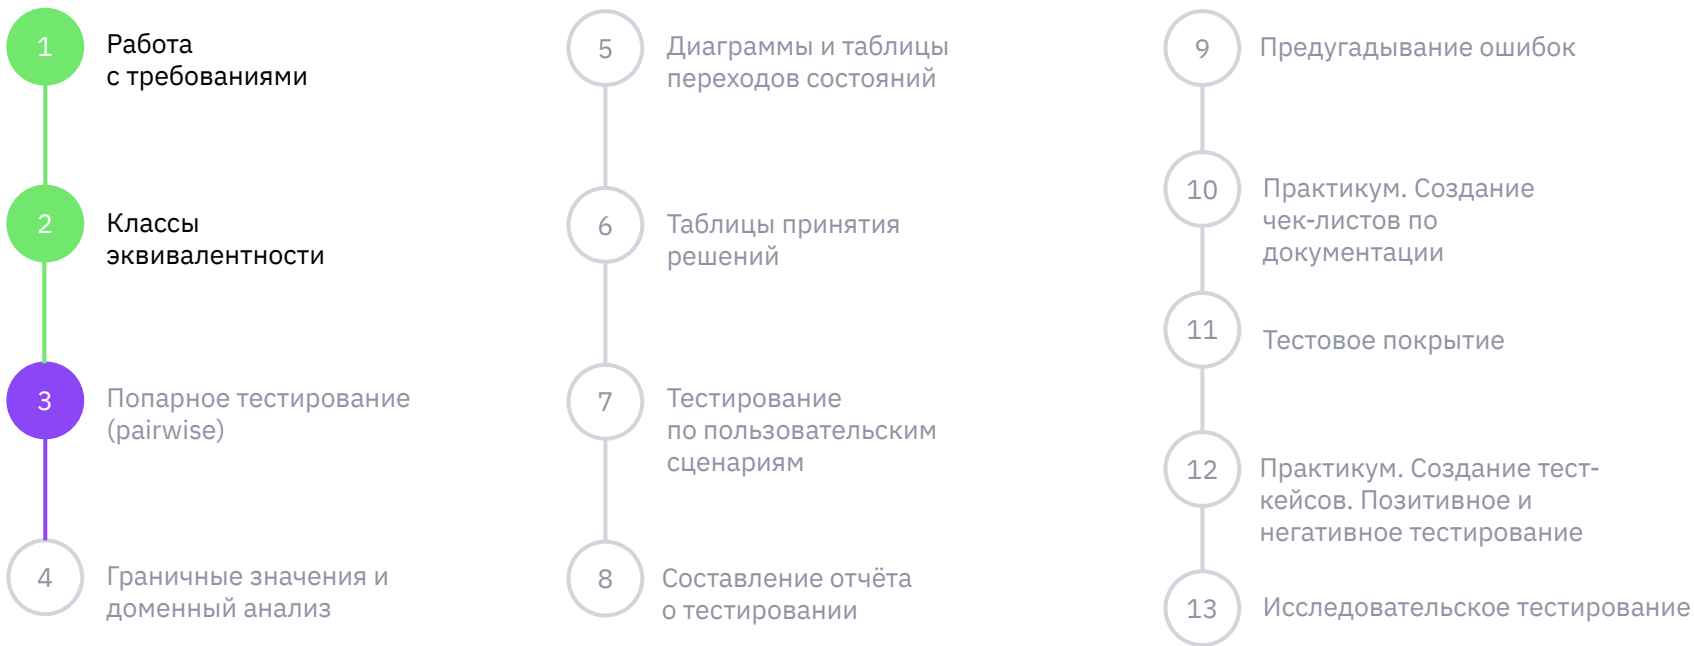 1
Работа
с требованиями
2
Классы
эквивалентности
3
Попарное тестирование
(pairwise)
4
Граничные значения и
доменный анализ
5
Диаграммы и таблицы
переходов состояний
6
Таблицы принятия
решений
7
Тестирование
по пользовательским
сценариям
8
Составление отчёта
о тестировании
9
Предугадывание ошибок
10
Практикум. Создание
чек-листов по
документации
11
Тестовое покрытие
12
Практикум. Создание тест-
кейсов. Позитивное и
негативное тестирование
13
Исследовательское тестирование